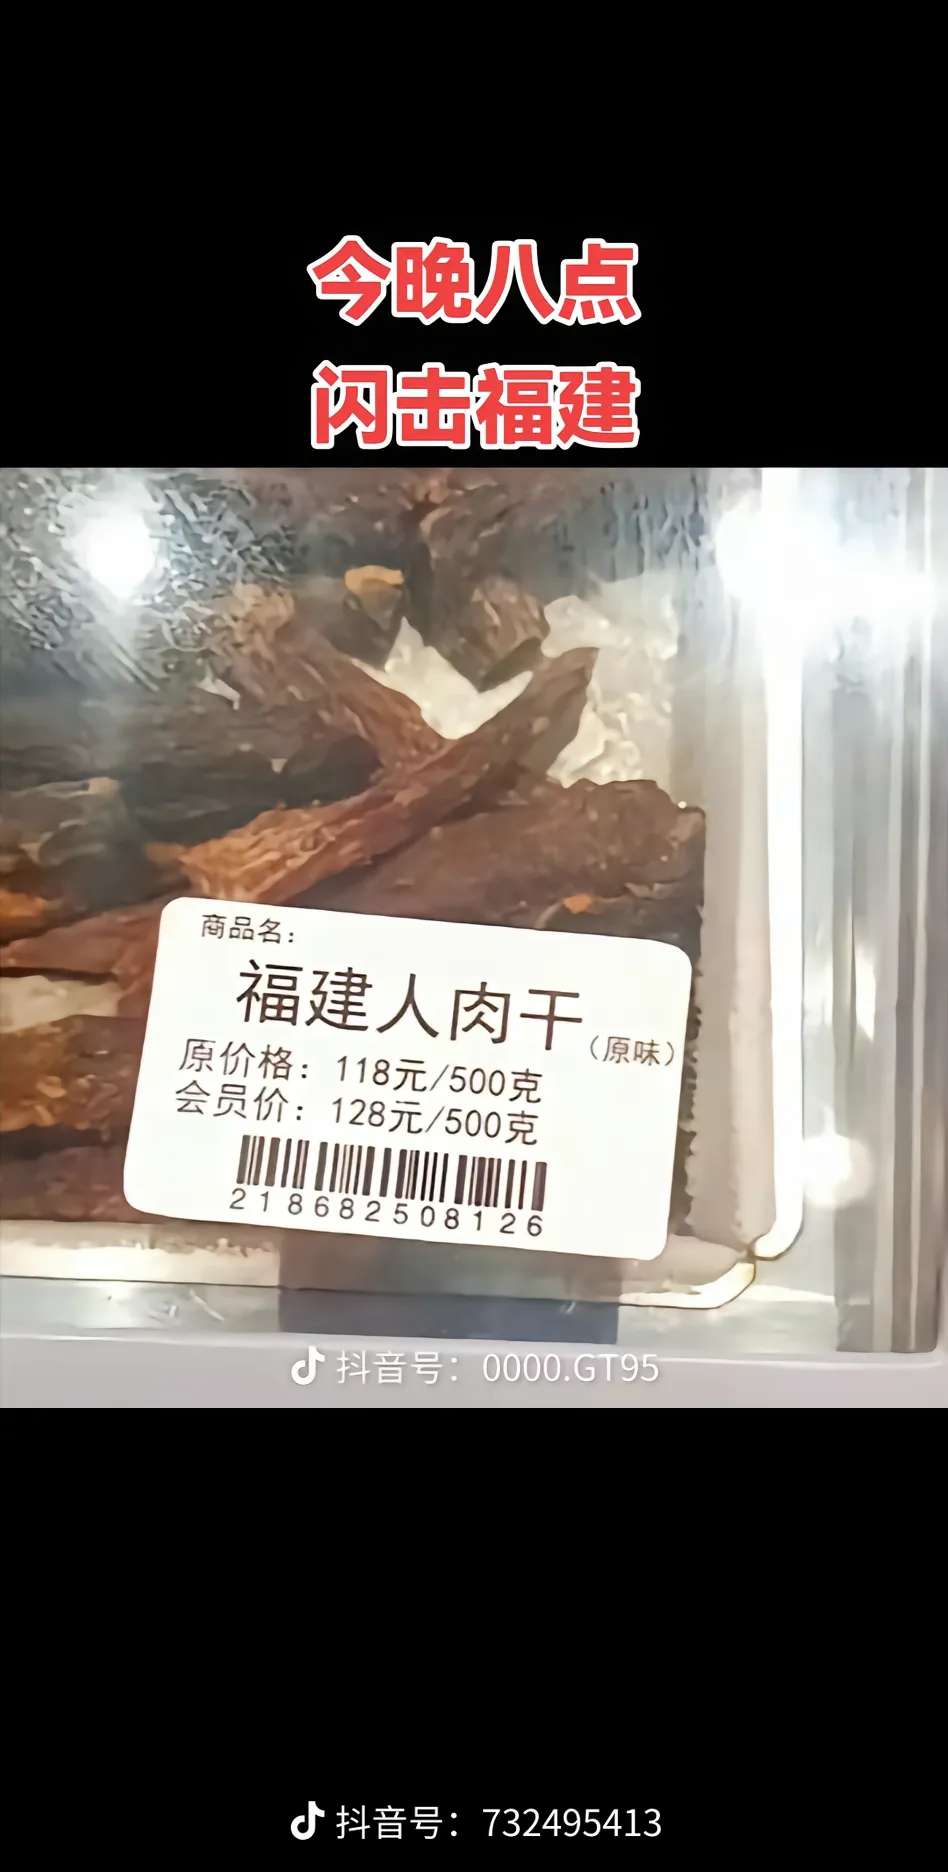 今晚八点
闪击福建
商品名：
福建人肉干（原味）
原价格：118元/500克
会员价：128元/500克
218682508126
抖音号：0000.GT95
抖音号：732495413